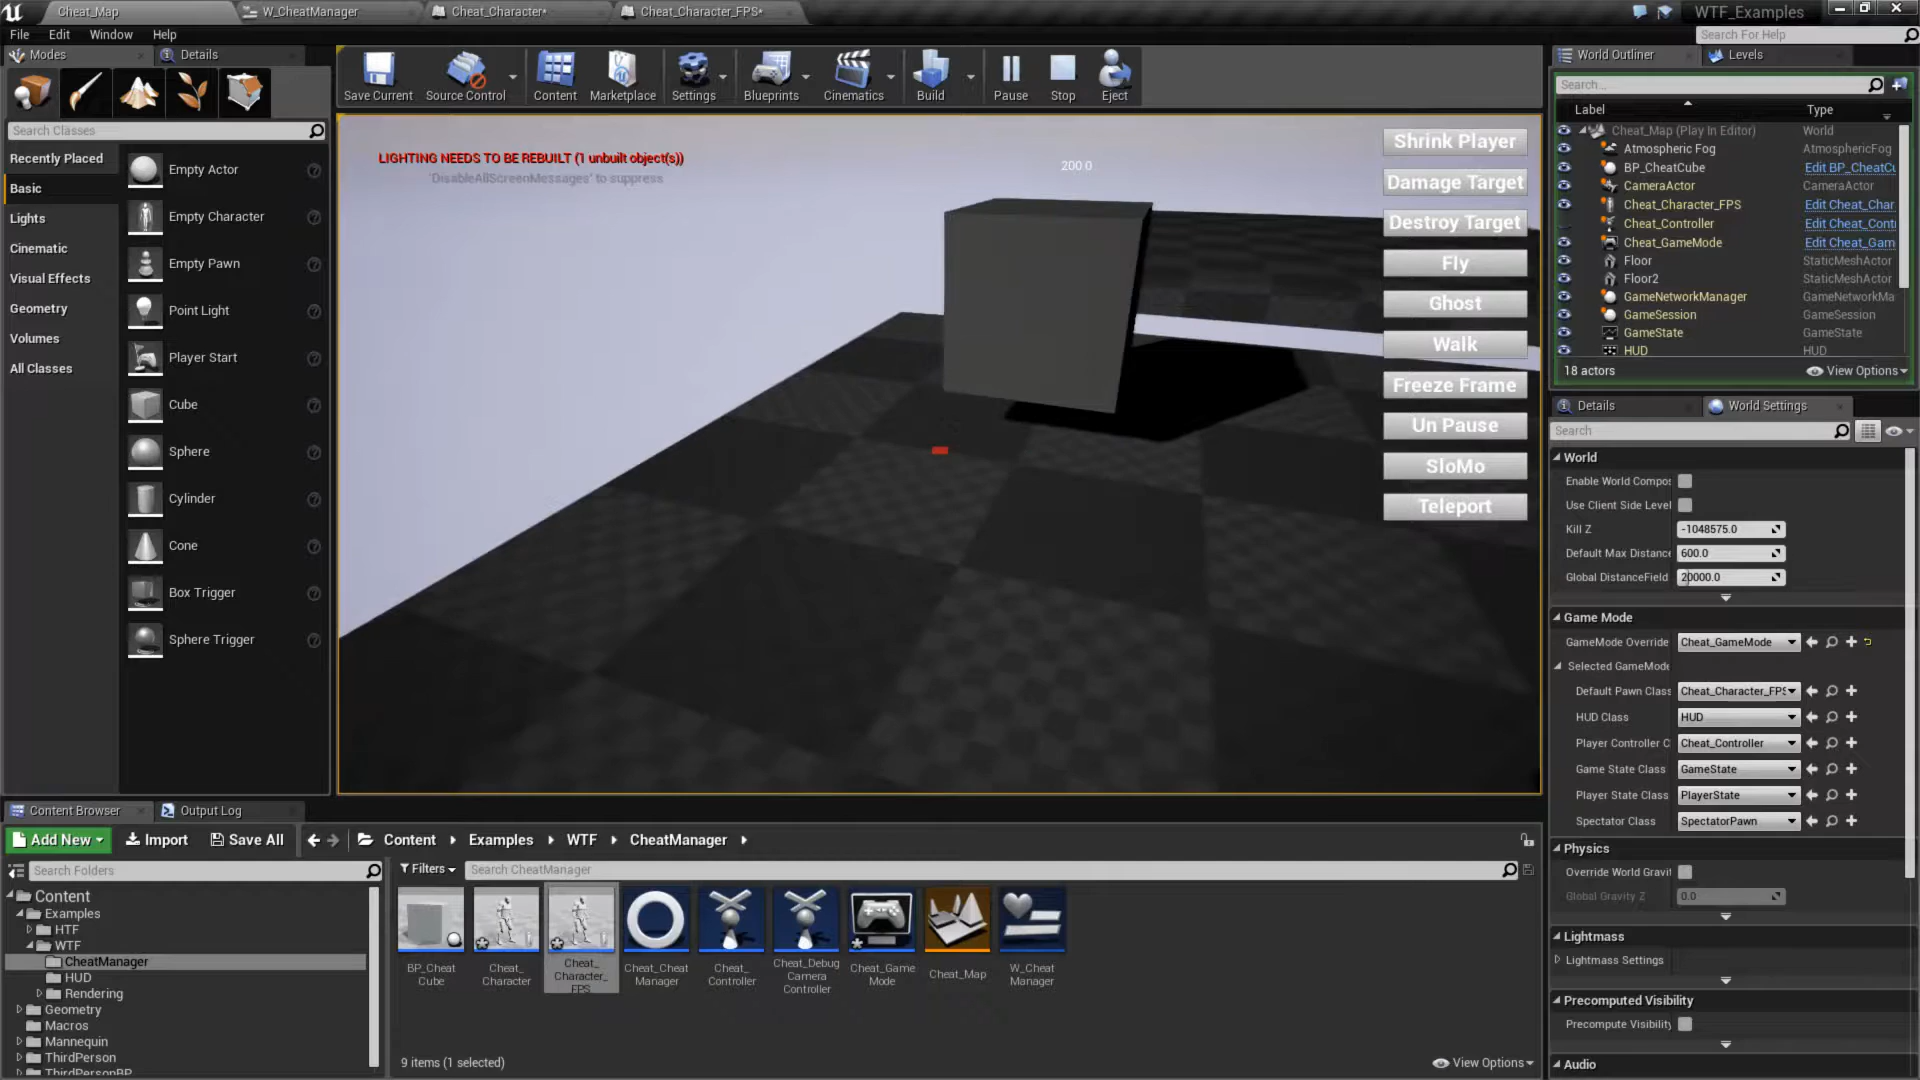 Cheat_Map
W_CheatManager
Cheat_Character*
Cheat_Character_FPS*
WTF_Examples
File
Edit
Window
Help
Search For Help
Modes
Details
Save Current
Source Control
Content
Marketplace
Settings
Blueprints
Cinematics
Build
Pause
Stop
Eject
Search Classes
Recently Placed
Basic
Lights
Cinematic
Visual Effects
Geometry
Volumes
All Classes
Empty Actor
Empty Character
Empty Pawn
Point Light
Player Start
Cube
Sphere
Cylinder
Cone
Box Trigger
Sphere Trigger
LIGHTING NEEDS TO BE REBUILT (1 unbuilt object(s))
'DisableAllScreenMessages' to suppress
200.0
Shrink Player
Damage Target
Destroy Target
Fly
Ghost
Walk
Freeze Frame
Un Pause
SloMo
Teleport
World Outliner
Levels
Search...
Label
Type
Cheat_Map (Play In Editor)
World
Atmospheric Fog
AtmosphericFog
BP_CheatCube
Edit BP_CheatCu
CameraActor
CameraActor
Cheat_Character_FPS
Edit Cheat_Char
Cheat_Controller
Edit Cheat_Cont
Cheat_GameMode
Edit Cheat_Gam
Floor
StaticMeshActor
Floor2
StaticMeshActor
GameNetworkManager
GameNetworkMa
GameSession
GameSession
GameState
GameState
HUD
HUD
18 actors
View Options
Details
World Settings
Search
World
Enable World Compos
Use Client Side Level
Kill Z
-1048575.0
Default Max Distance
600.0
Global DistanceField
20000.0
Game Mode
GameMode Override
Cheat_GameMode
Selected GameMode
Default Pawn Class
Cheat_Character_FPS
HUD Class
HUD
Player Controller C
Cheat_Controller
Game State Class
GameState
Player State Class
PlayerState
Spectator Class
SpectatorPawn
Physics
Override World Gravit
Global Gravity Z
0.0
Lightmass
Lightmass Settings
Precomputed Visibility
Precompute Visibility
Audio
Content Browser
Output Log
Add New
Import
Save All
Content
Examples
WTF
CheatManager
Search Folders
Filters
Search CheatManager
Content
Examples
HTF
WTF
CheatManager
HUD
Rendering
Geometry
Macros
Mannequin
ThirdPerson
ThirdPersonBP
BP_Cheat
Cube
Cheat_
Character
Cheat_
Character_
FPS
Cheat_Cheat
Manager
Cheat_
Controller
Cheat_Debug
Camera
Controller
Cheat_Game
Mode
Cheat_Map
W_Cheat
Manager
9 items (1 selected)
View Options